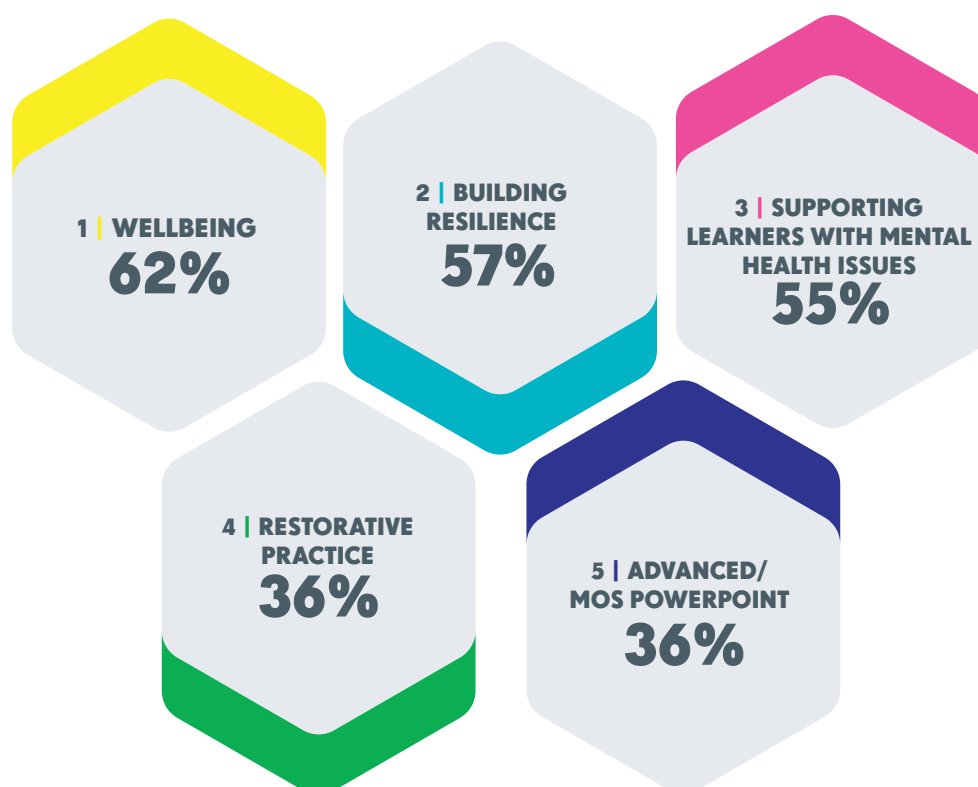 1 | WELLBEING
62%
2 | BUILDING
RESILIENCE
57%
3 | SUPPORTING
LEARNERS WITH MENTAL
HEALTH ISSUES
55%
4 | RESTORATIVE
PRACTICE
36%
5 | ADVANCED/
MOS POWERPOINT
36%